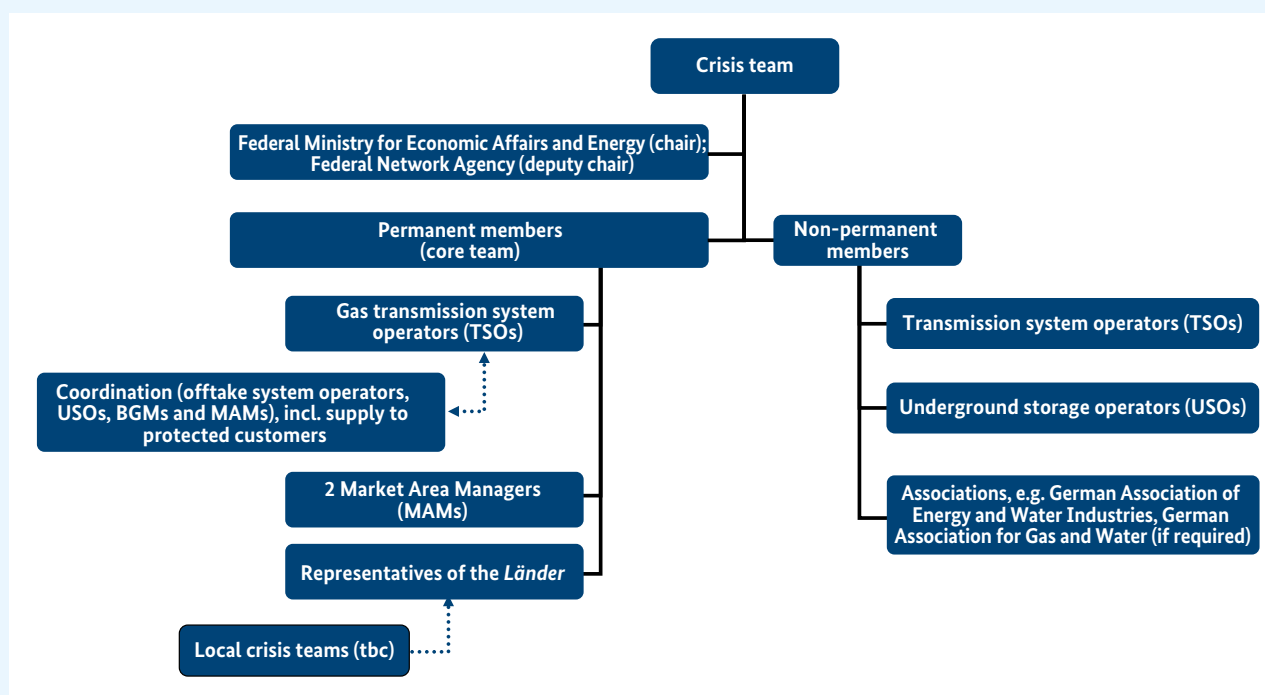 Crisis team
Federal Ministry for Economic Affairs and Energy (chair);
Federal Network Agency (deputy chair)
Permanent members
(core team)
Non-permanent
members
Gas transmission system
operators (TSOs)
Coordination (offtake system operators,
USOs, BGMs and MAMs), incl. supply to
protected customers
2 Market Area Managers
(MAMs)
Representatives of the Länder
Local crisis teams (tbc)
Transmission system operators (TSOs)
Underground storage operators (USOs)
Associations, e.g. German Association of
Energy and Water Industries, German
Association for Gas and Water (if required)